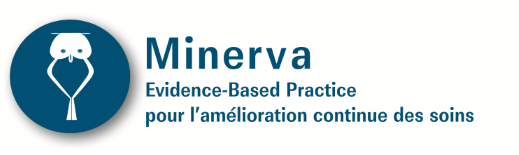 Minerva
Evidence-Based Practice
pour l'amélioration continue des soins